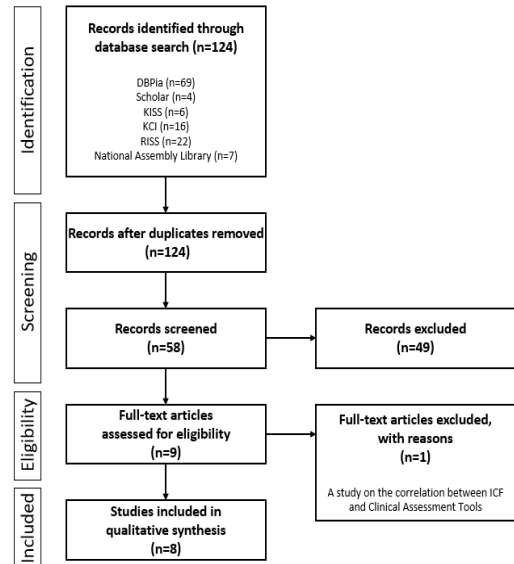 Identification
Records identified through
database search (n=124)
DBPia (n=69)
Scholar (n=4)
KISS (n=6)
KCI (n=16)
RISS (n=22)
National Assembly Library (n=7)
Screening
Records after duplicates removed
(n=124)
Records screened
(n=58)
Records excluded
(n=49)
Eligibility
Full-text articles
assessed for eligibility
(n=9)
Full-text articles excluded,
with reasons
(n=1)
A study on the correlation between ICF
and Clinical Assessment Tools
Included
Studies included in
qualitative synthesis
(n=8)